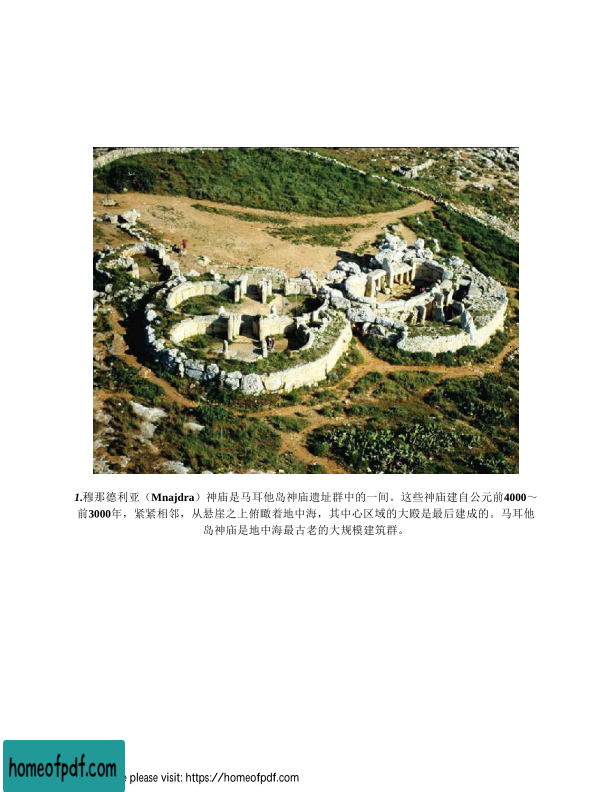 1.穆那德利亚（Mnajdra）神庙是马耳他岛神庙遗址群中的一间。这些神庙建自公元前4000～
前3000年，紧紧相邻，从悬崖之上俯瞰着地中海，其中心区域的大殿是最后建成的。马耳他
岛神庙是地中海最古老的大规模建筑群。
homeofpdf.com
please visit: https://homeofpdf.com